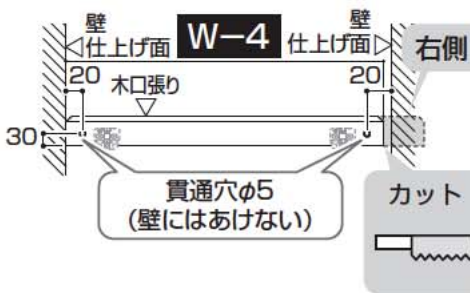 壁
仕上げ面
W−4
壁
仕上げ面
右側
20
木口張り
20
30
貫通穴φ5
(壁にはあけない)
カット